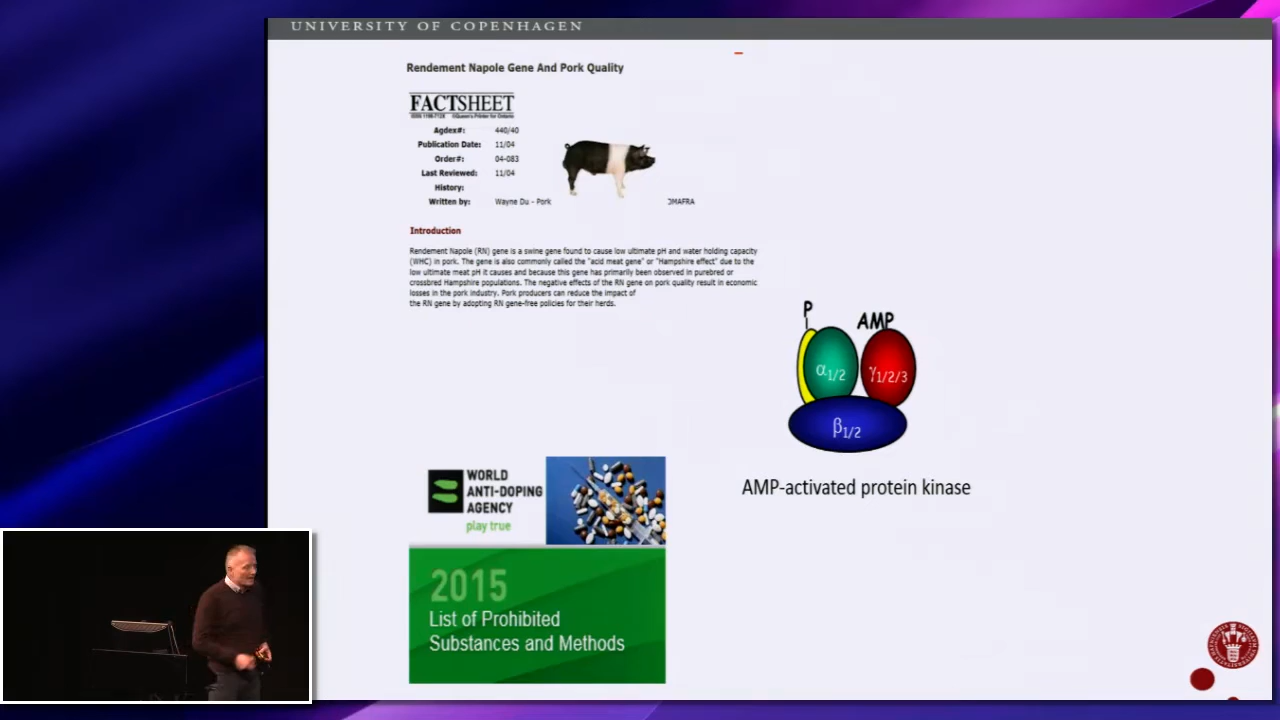 UNIVERSITY OF COPENHAGEN
Rendement Napole Gene And Pork Quality
FACTSHEET
Agdex#: 440/40
Publication Date: 11/04
Order#: 04-083
Last Reviewed: 11/04
History:
Written by: Wayne Du - Pork OMAFRA
Introduction
Rendement Napole (RN) gene is a swine gene found to cause low ultimate pH and water holding capacity
(WHC) in pork. The gene is also commonly called the "acid meat gene" or "Hampshire effect" due to the
low ultimate meat pH it causes and because this gene has primarily been observed in purebred or
crossbred Hampshire populations. The negative effects of the RN gene on pork quality result in economic
losses in the pork industry. Pork producers can reduce the impact of
the RN gene by adopting RN gene-free policies for their herds.
P
AMP
α1/2
γ1/2/3
β1/2
AMP-activated protein kinase
WORLD
ANTI-DOPING
AGENCY
play true
2015
List of Prohibited
Substances and Methods